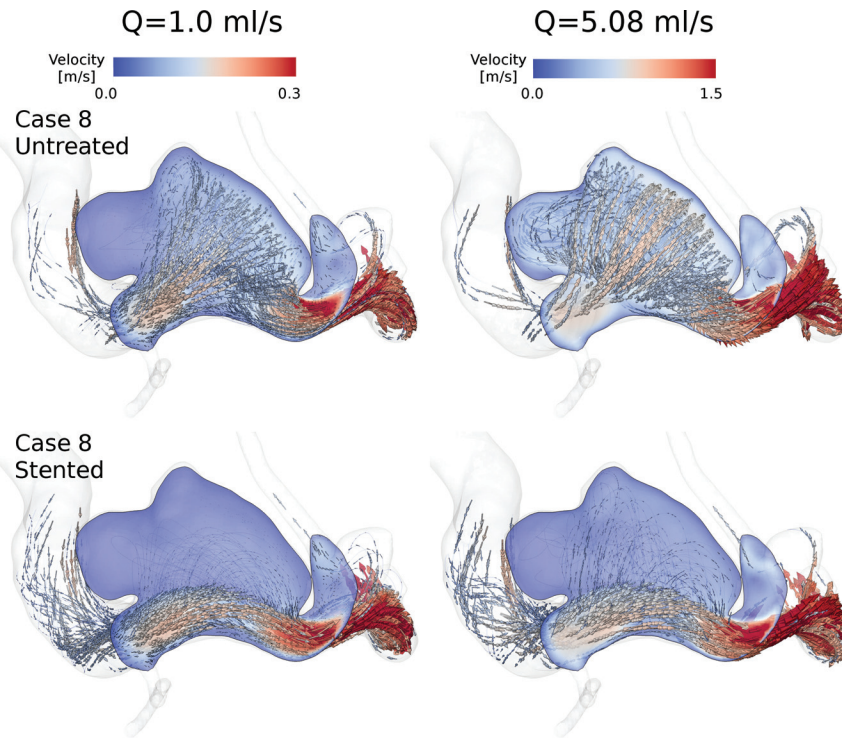 Q=1.0 ml/s
Q=5.08 ml/s
Velocity
[m/s]
0.0
0.3
Velocity
[m/s]
0.0
1.5
Case 8
Untreated
Case 8
Stented